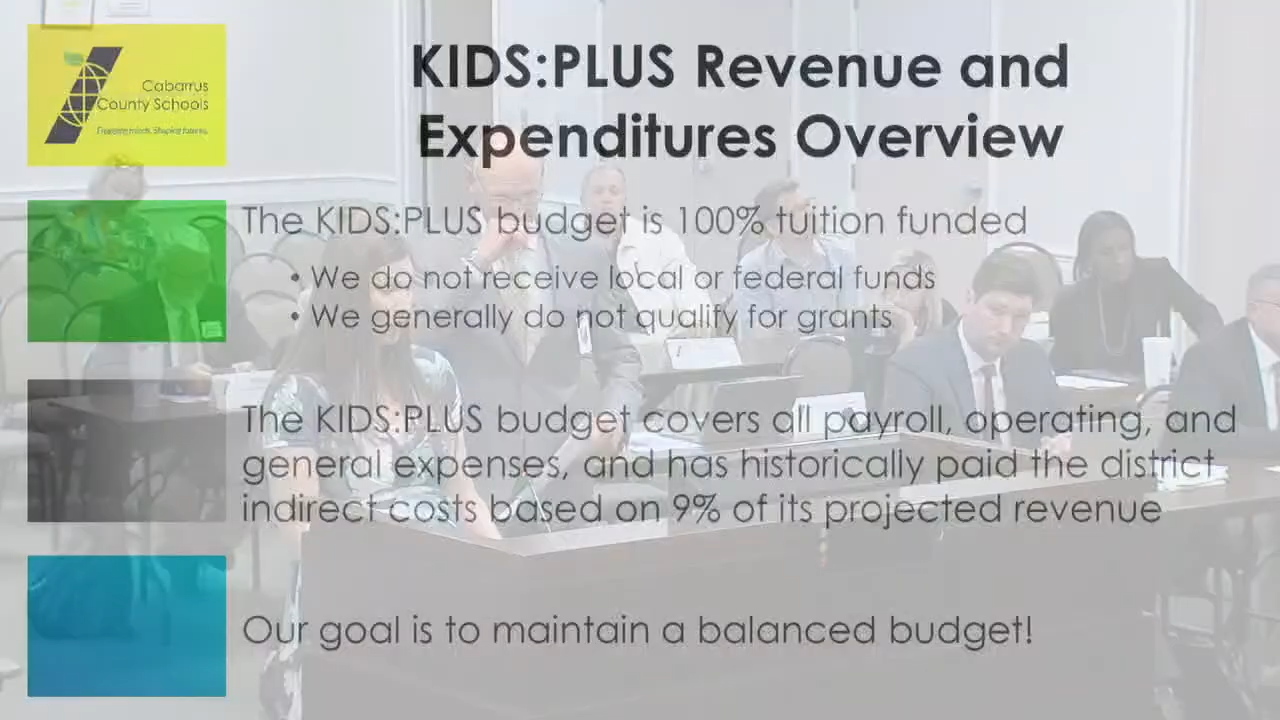 Cabarrus
County Schools
KIDS:PLUS Revenue and
Expenditures Overview
The KIDS:PLUS budget is 100% tuition funded
• We do not receive local or federal funds
• We generally do not qualify for grants
The KIDS:PLUS budget covers all payroll, operating, and
general expenses, and has historically paid the district
indirect costs based on 9% of its projected revenue
Our goal is to maintain a balanced budget!